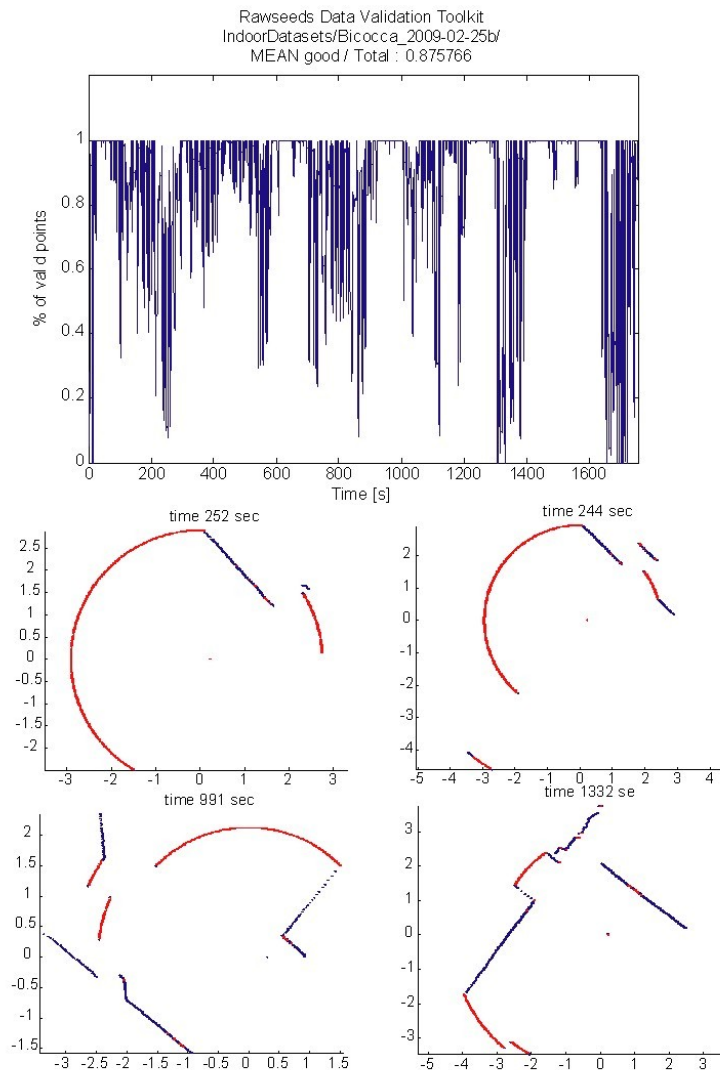 Rawseeds Data Validation Toolkit
IndoorDatasets/Bicocca_2009-02-25b/
MEAN good / Total : 0.875766
1
0.8
0.6
0.4
0.2
0
% of val d points
0 200 400 600 800 1000 1200 1400 1600
Time [s]
time 252 sec
2.5
2
1.5
1
0.5
0
-0.5
-1
-1.5
-2
-3 -2 -1 0 1 2 3
time 244 sec
2
1
0
-1
-2
-3
-4
-5 -4 -3 -2 -1 0 1 2 3 4
time 991 sec
2
1.5
1
0.5
0
-0.5
-1
-1.5
-3 -2.5 -2 -1.5 -1 -0.5 0 0.5 1 1.5
time 1332 se
3
2
1
0
-1
-2
-3
-5 -4 -3 -2 -1 0 1 2 3